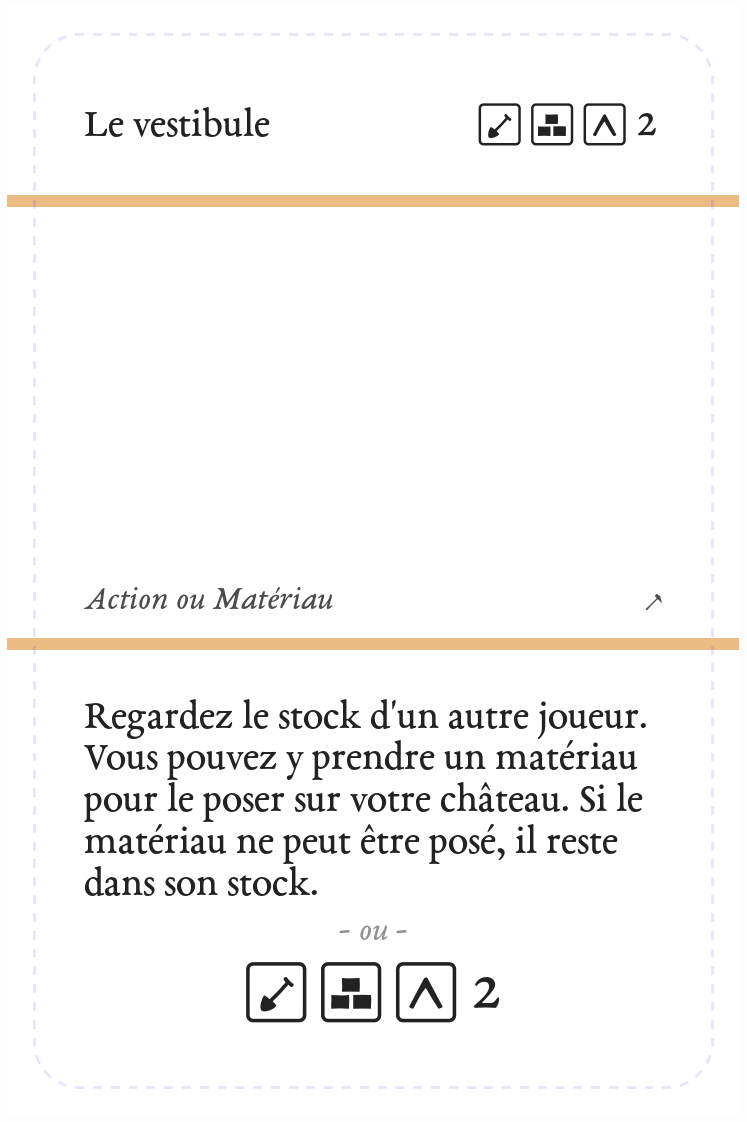 Le vestibule 2
Action ou Matériau
Regardez le stock d'un autre joueur.
Vous pouvez y prendre un matériau
pour le poser sur votre château. Si le
matériau ne peut être posé, il reste
dans son stock.
- ou -
2